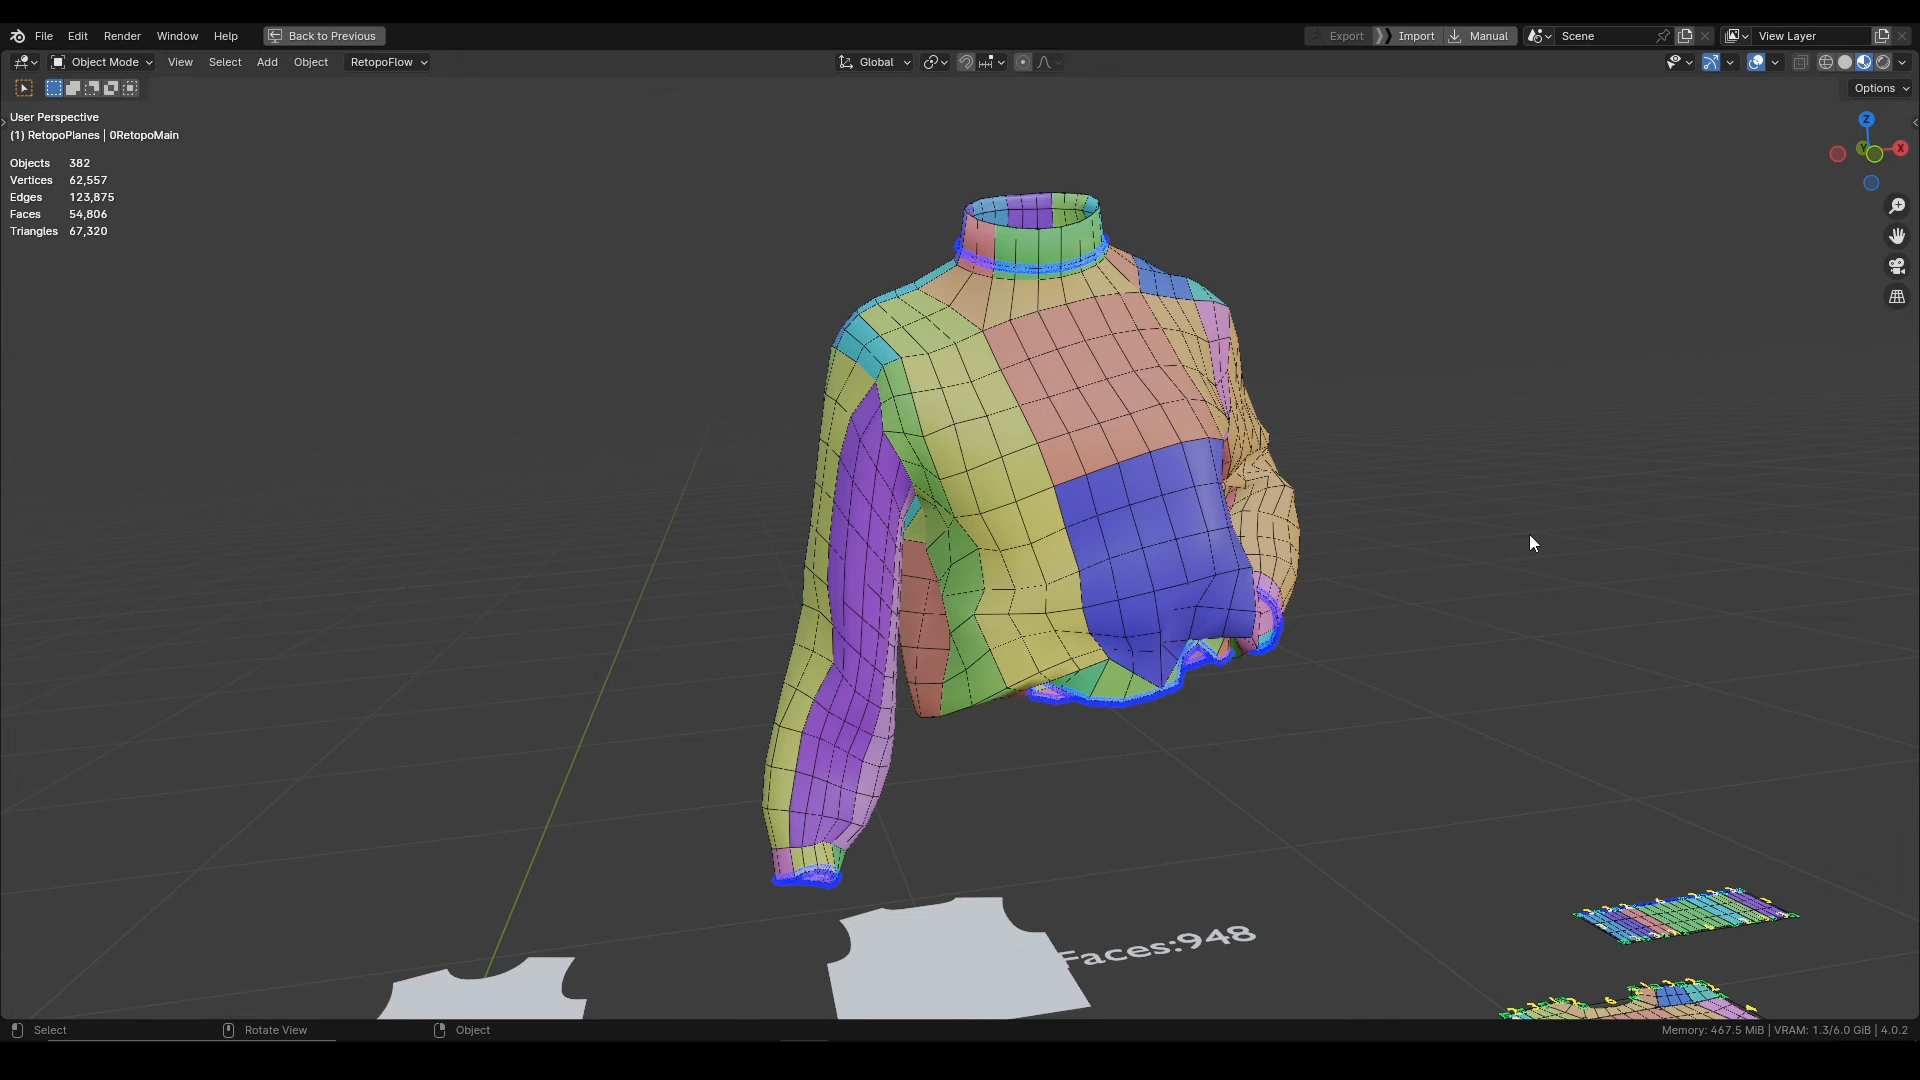 File Edit Render Window Help Back to Previous Export Import Manual Scene View Layer
Object Mode View Select Add Object RetopoFlow Global
Options
User Perspective
(1) RetopoPlanes | 0RetopoMain
Objects 382
Vertices 62,557
Edges 123,875
Faces 54,806
Triangles 67,320
Z
Y
X
Faces:948
Select Rotate View Object Memory: 467.5 MiB | VRAM: 1.3/6.0 GiB | 4.0.2